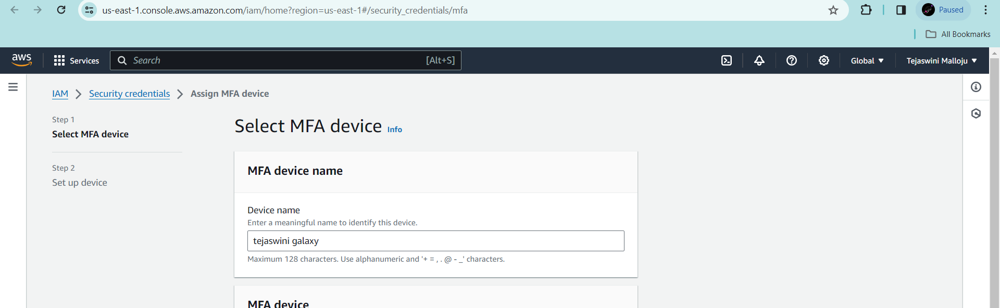 us-east-1.console.aws.amazon.com/iam/home?region=us-east-1#/security_credentials/mfa
Paused
All Bookmarks
aws
Services
Search
[Alt+S]
Global
Tejaswini Malloju
IAM
Security credentials
Assign MFA device
Step 1
Select MFA device
Step 2
Set up device
Select MFA device Info
MFA device name
Device name
Enter a meaningful name to identify this device.
tejaswini galaxy
Maximum 128 characters. Use alphanumeric and '+ = , . @ - _' characters.
MFA device